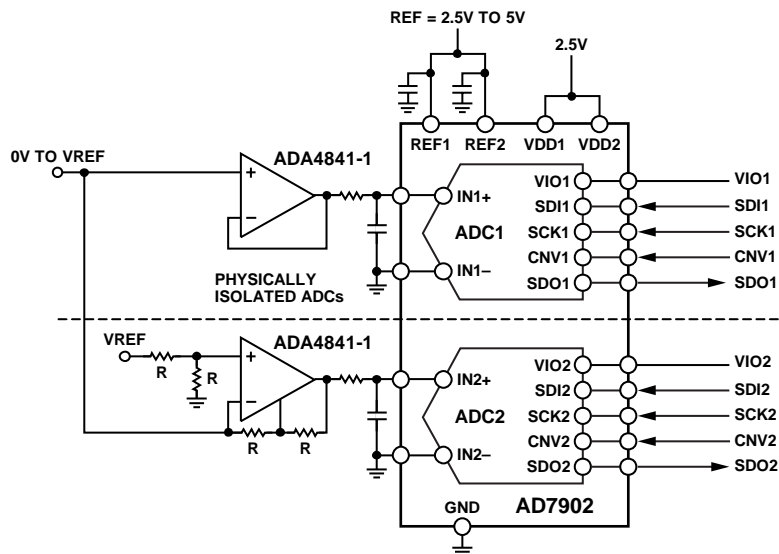 REF = 2.5V TO 5V
2.5V
REF1 REF2 VDD1 VDD2
0V TO VREF
ADA4841-1
IN1+
ADC1
IN1–
VIO1
SDI1
SCK1
CNV1
SDO1
VIO1
SDI1
SCK1
CNV1
SDO1
PHYSICALLY
ISOLATED ADCs
VREF
R
R
ADA4841-1
R
R
IN2+
ADC2
IN2–
VIO2
SDI2
SCK2
CNV2
SDO2
VIO2
SDI2
SCK2
CNV2
SDO2
GND
AD7902